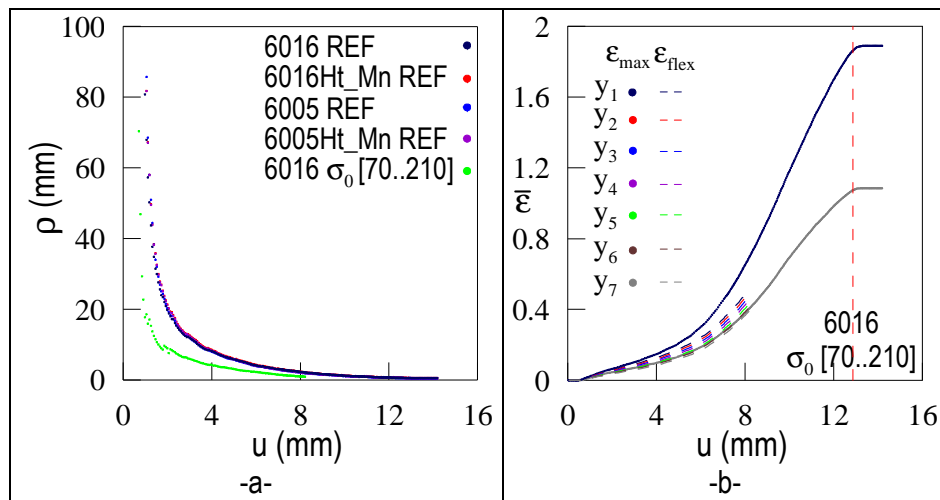 100
80
60
40
20
0
ρ (mm)
6016 REF
6016Ht_Mn REF
6005 REF
6005Ht_Mn REF
6016 σ₀ [70..210]
0 4 8 12 16
u (mm)
-a-
2
1.6
1.2
0.8
0.4
0
ε̅
ε_max ε_flex
y₁
y₂
y₃
y₄
y₅
y₆
y₇
6016
σ₀ [70..210]
0 4 8 12 16
u (mm)
-b-